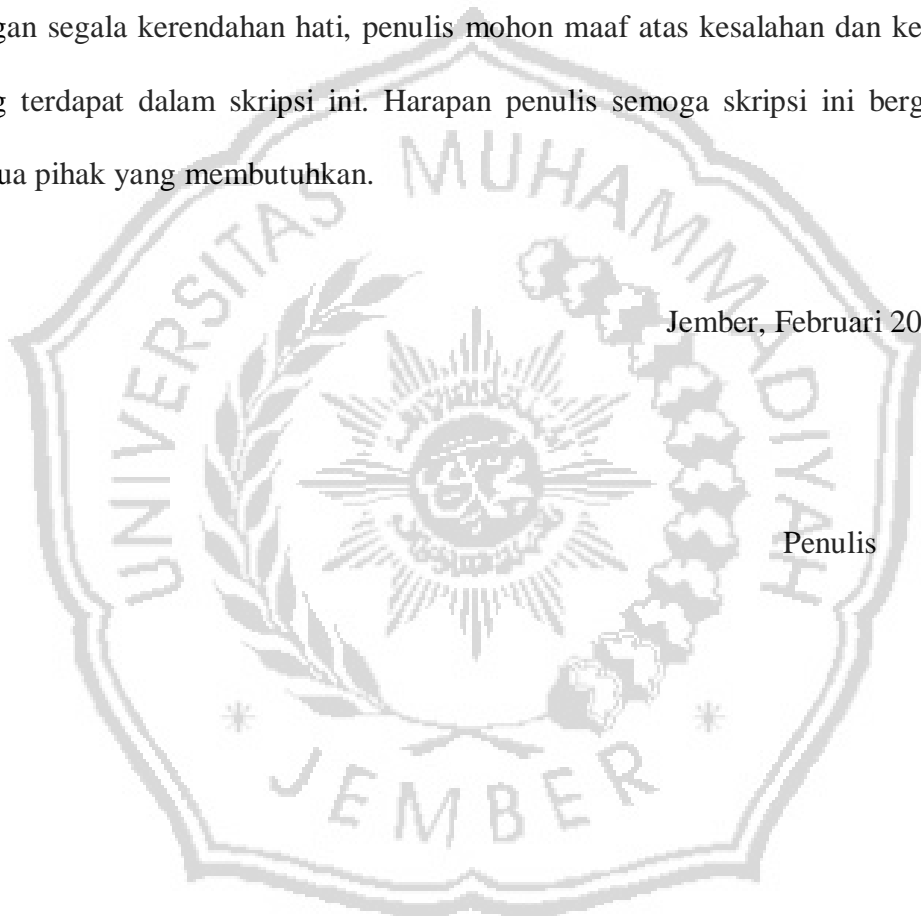 gan segala kerendahan hati, penulis mohon maaf atas kesalahan dan ke
g terdapat dalam skripsi ini. Harapan penulis semoga skripsi ini berg
ua pihak yang membutuhkan.
UNIVERSITAS MUHAMMADIYAH
Jember, Februari 20
Penulis
JEMBER